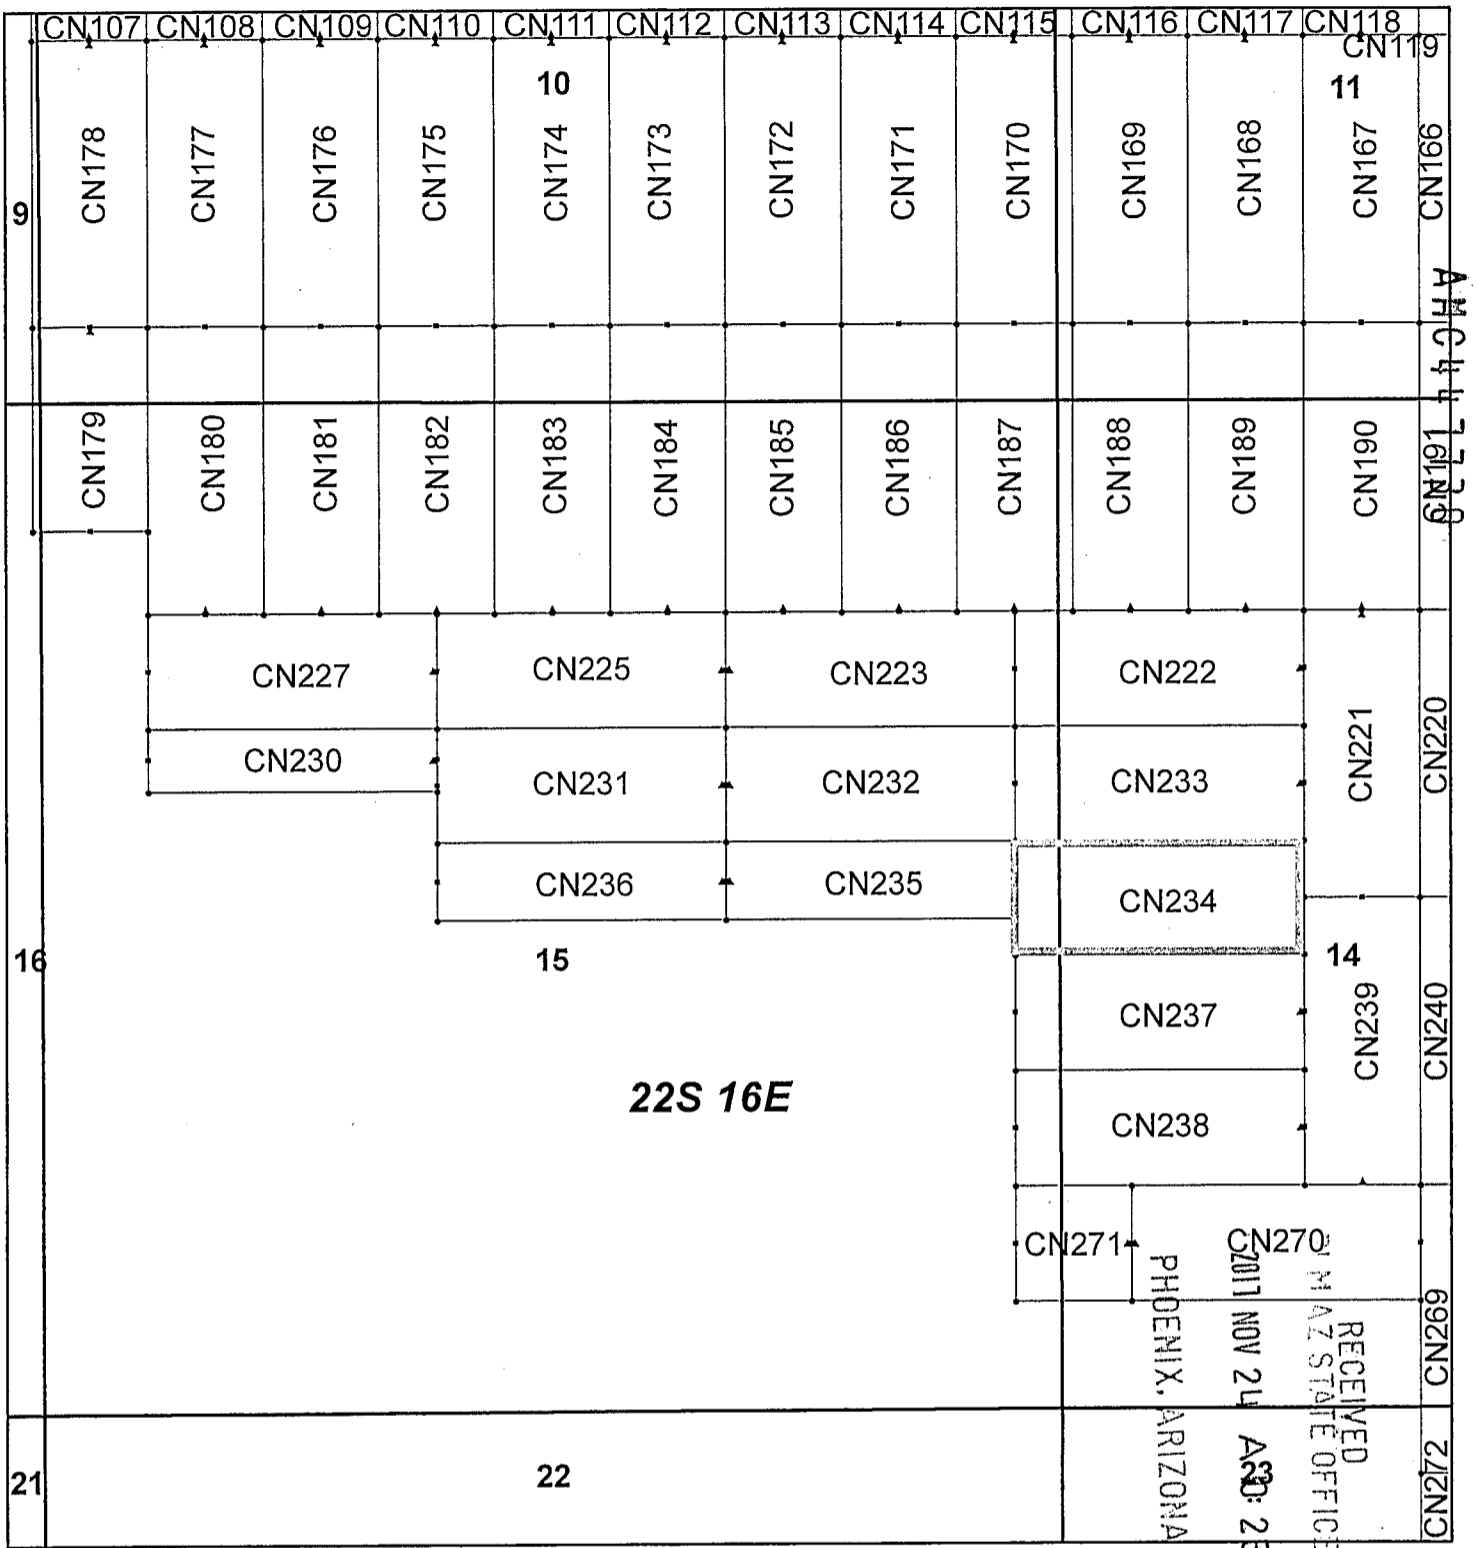 CN107 CN108 CN109 CN110 CN111 CN112 CN113 CN114 CN115 CN116 CN117 CN118
CN119
10 11
CN178 CN177 CN176 CN175 CN174 CN173 CN172 CN171 CN170 CN169 CN168 CN167 CN166
9
CN179 CN180 CN181 CN182 CN183 CN184 CN185 CN186 CN187 CN188 CN189 CN190 CN191
CN227 CN225 CN223 CN222
CN221 CN220
CN230 CN231 CN232 CN233
CN236 CN235 CN234
16 15 14
CN237 CN239 CN240
22S 16E
CN238
CN271 CN270
CN269
RECEIVED
AZ STATE OFFICE
2017 NOV 24
PHOENIX, ARIZONA
21 22 23
CN272